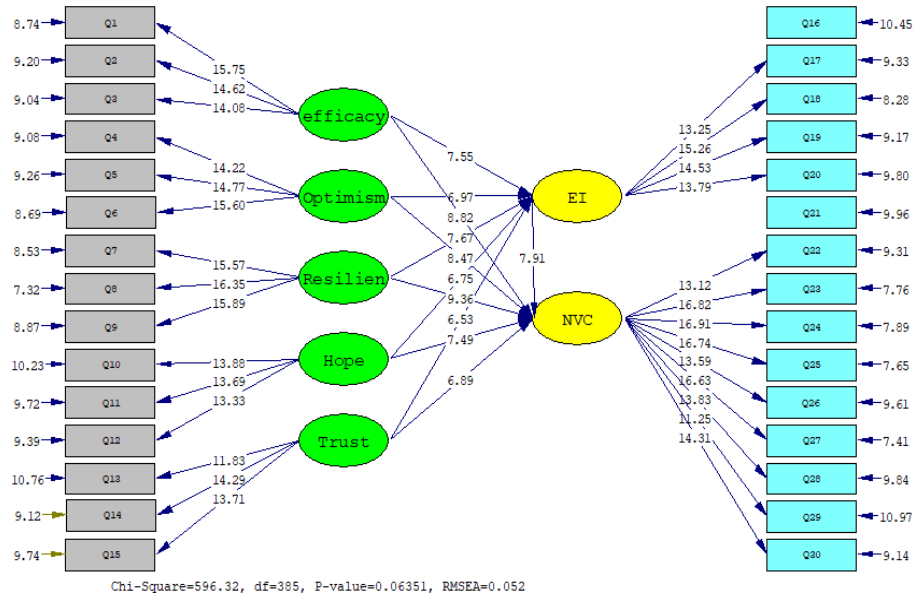 8.74 Q1
9.20 Q2
9.04 Q3
9.08 Q4
9.26 Q5
8.69 Q6
8.53 Q7
7.32 Q8
8.87 Q9
10.23 Q10
9.72 Q11
9.39 Q12
10.76 Q13
9.12 Q14
9.74 Q15
15.75
14.62
14.08
14.22
14.77
15.60
15.57
16.35
15.89
13.88
13.69
13.33
11.83
14.29
13.71
efficacy
Optimism
Resilien
Hope
Trust
7.55
6.97
8.82
7.67
8.47
6.75
9.36
6.53
7.49
6.89
7.91
EI
NVC
13.25
15.26
14.53
13.79
13.12
16.82
16.91
16.74
13.59
16.63
13.83
11.25
14.31
Q16 10.45
Q17 9.33
Q18 8.28
Q19 9.17
Q20 9.80
Q21 9.96
Q22 9.31
Q23 7.76
Q24 7.89
Q25 7.65
Q26 9.61
Q27 7.41
Q28 9.84
Q29 10.97
Q30 9.14
Chi-Square=596.32, df=385, P-value=0.06351, RMSEA=0.052